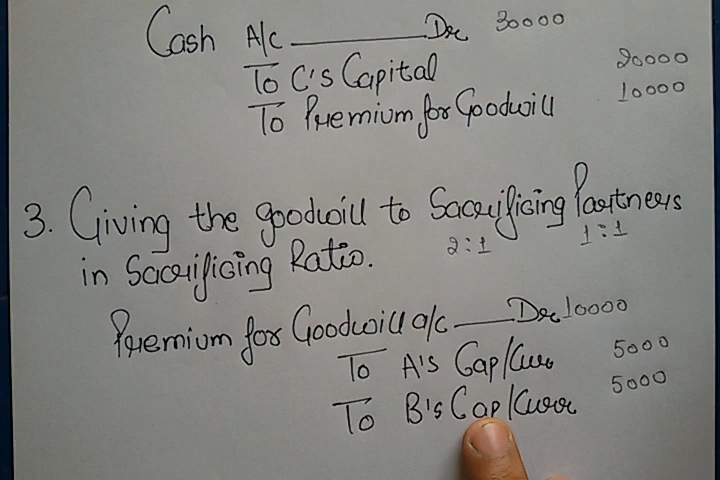 Cash A/c ———— Dr 30000
To C's Capital 20000
To Premium for Goodwill 10000
3. Giving the goodwill to Sacrificing Partners
in Sacrificing Ratio. 2:1 1:1
Premium for Goodwill a/c —— Dr 10000
To A's Cap/Curr 5000
To B's Cap/Curr 5000